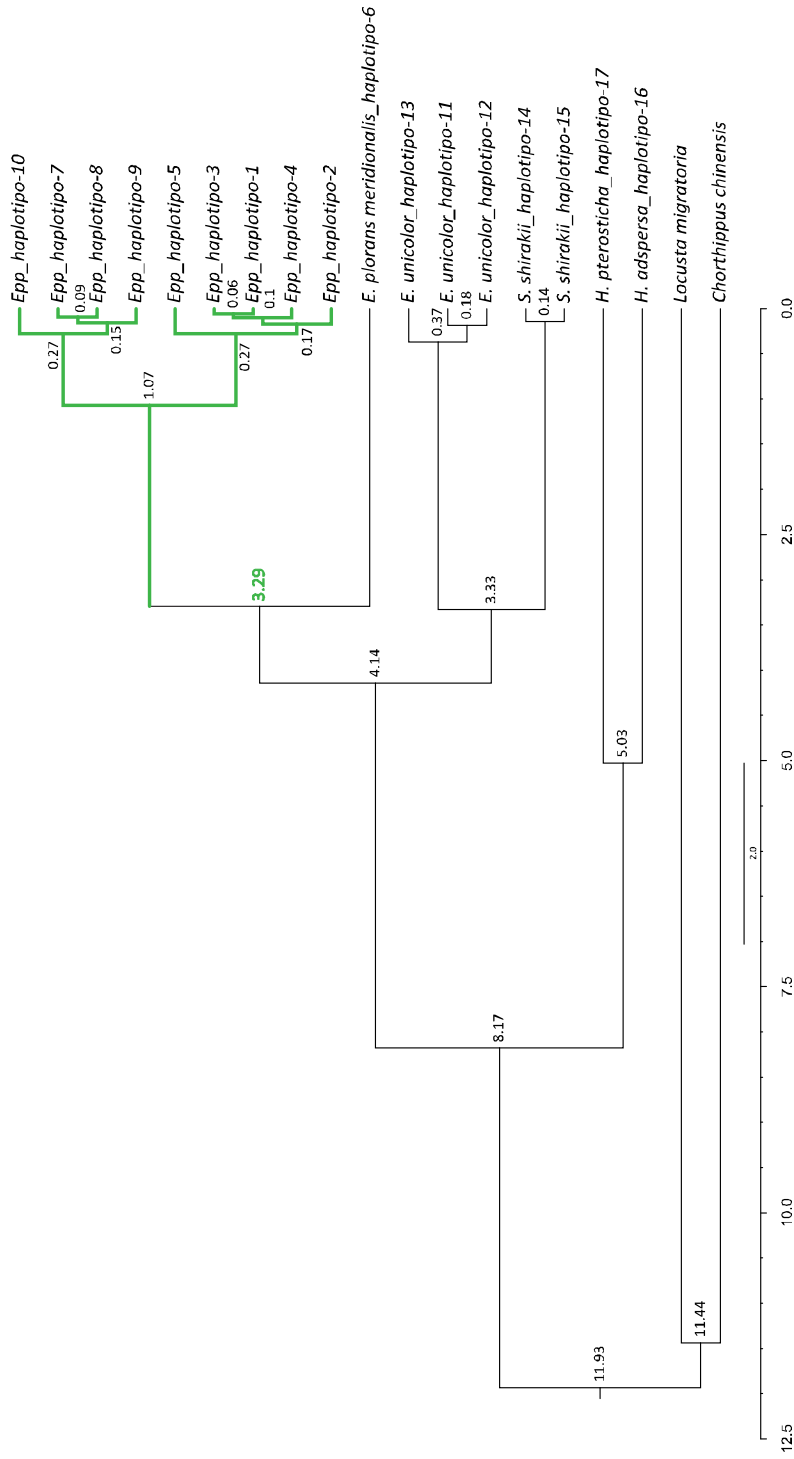 Epp_haplotipo-10
Epp_haplotipo-7
Epp_haplotipo-8
Epp_haplotipo-9
Epp_haplotipo-5
Epp_haplotipo-3
Epp_haplotipo-1
Epp_haplotipo-4
Epp_haplotipo-2
E. plorans meridionalis_haplotipo-6
E. unicolor_haplotipo-13
E. unicolor_haplotipo-11
E. unicolor_haplotipo-12
S. shirakii_haplotipo-14
S. shirakii_haplotipo-15
H. pterosticha_haplotipo-17
H. adspersa_haplotipo-16
Locusta migratoria
Chorthippus chinensis
0.09
0.15
0.27
1.07
0.06
0.1
0.17
0.27
3.29
4.14
0.37
0.18
0.14
3.33
5.03
8.17
11.44
11.93
2.0
12.5
10.0
7.5
5.0
2.5
0.0